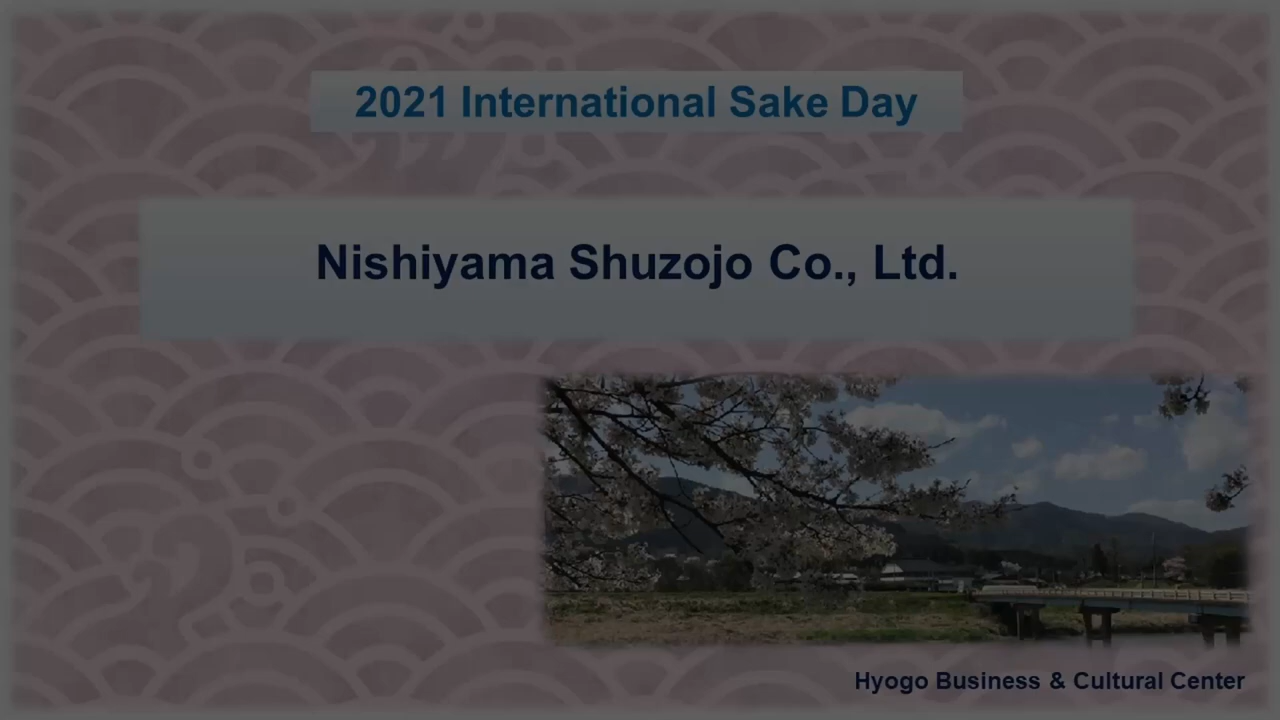 2021 International Sake Day
Nishiyama Shuzojo Co., Ltd.
Hyogo Business & Cultural Center